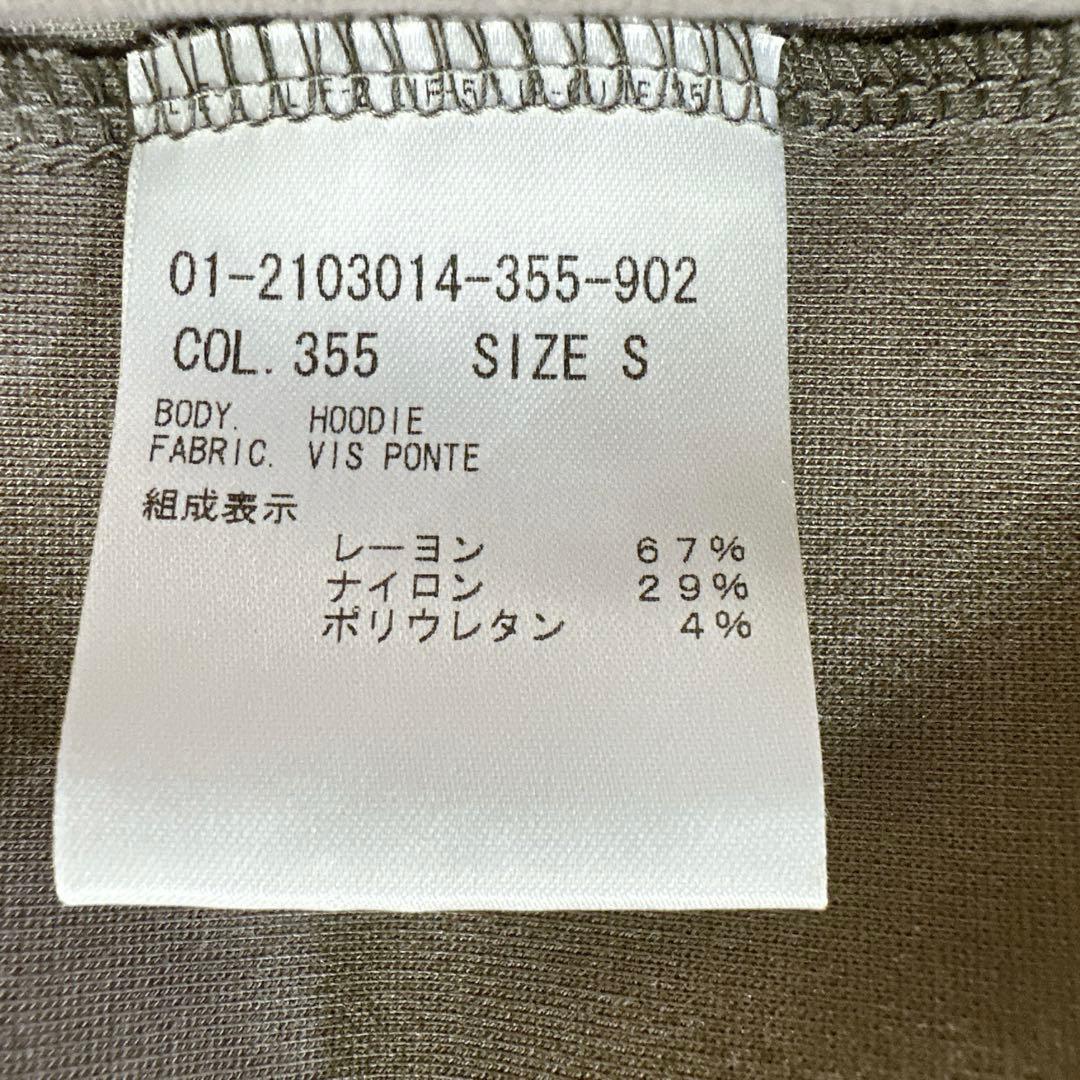 01-2103014-355-902
COL. 355 SIZE S
BODY. HOODIE
FABRIC. VIS PONTE
組成表示
レーヨン 67%
ナイロン 29%
ポリウレタン 4%